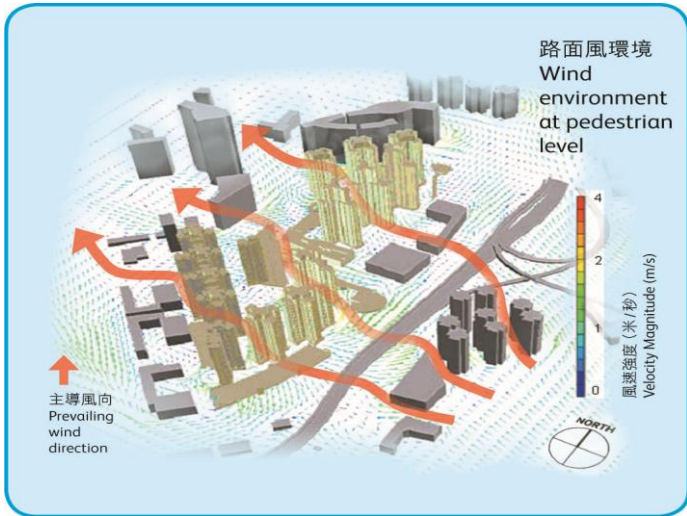 路面風環境
Wind
environment
at pedestrian
level
4
2
1
0
風速強度（米/秒）
Velocity Magnitude (m/s)
主導風向
Prevailing
wind
direction
NORTH